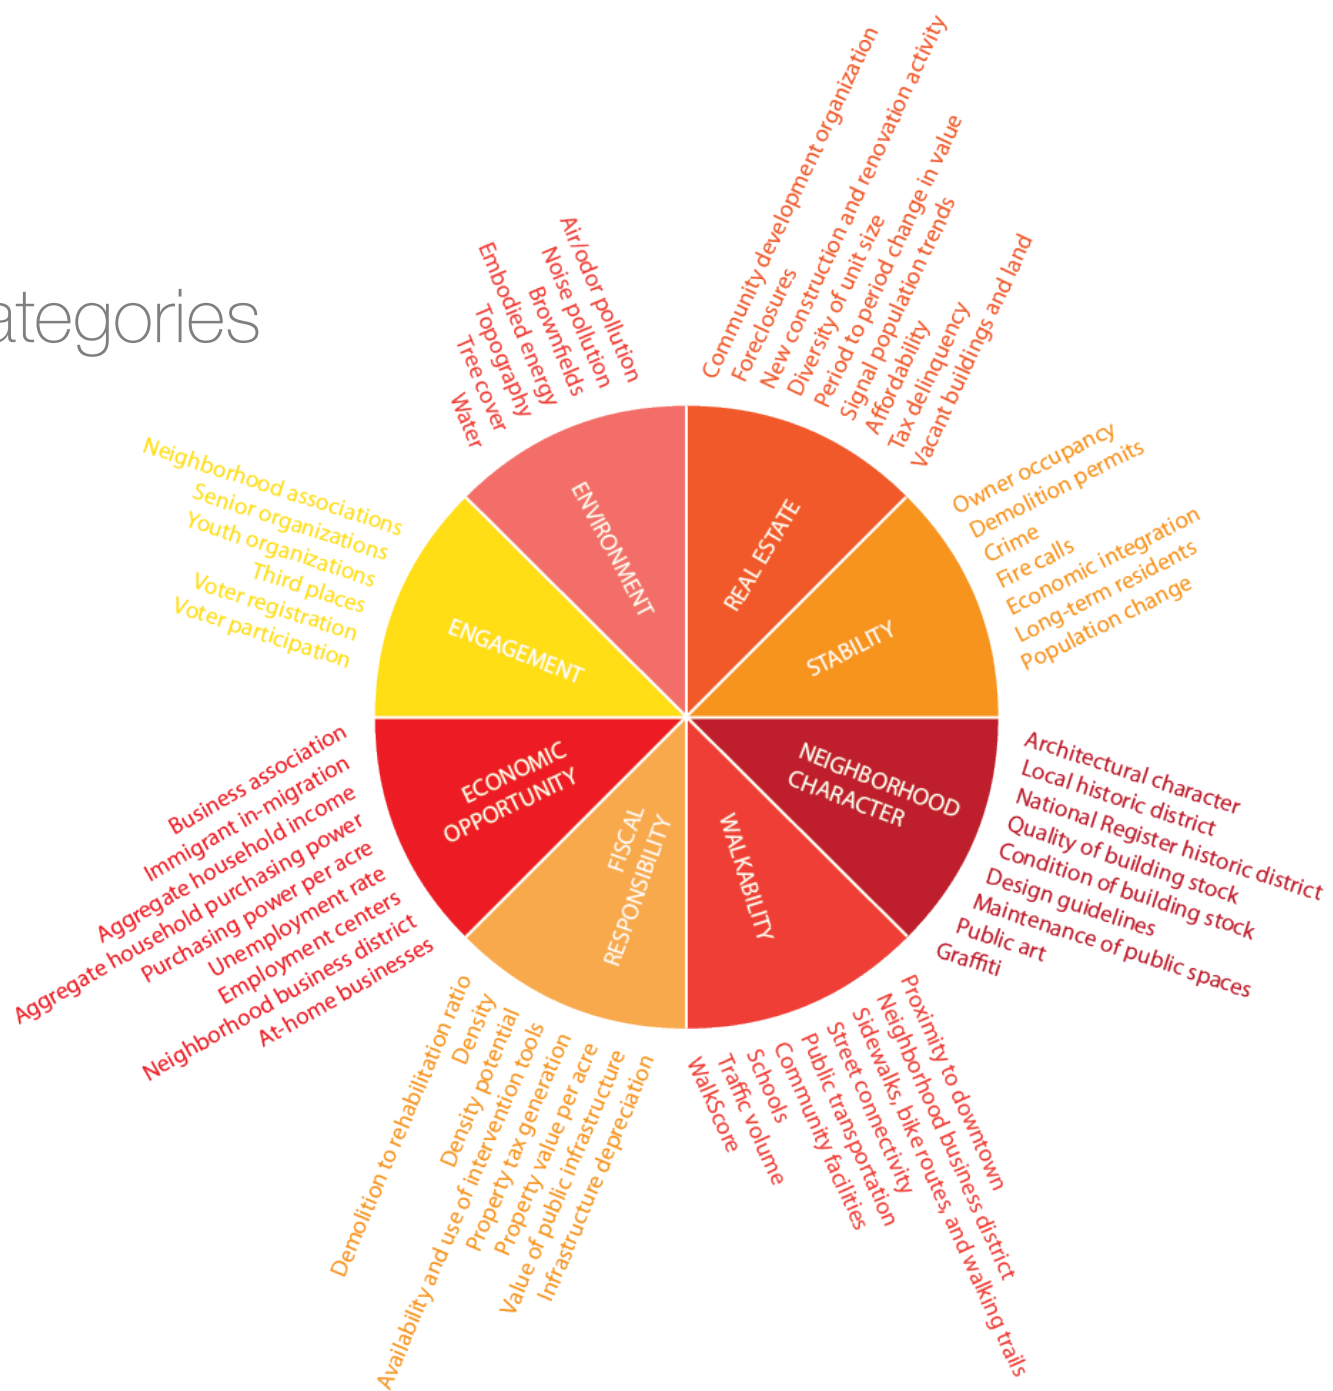 ategories
Community development organization
Foreclosures
New construction and renovation activity
Diversity of unit size
Period to period change in value
Signal population trends
Affordability
Tax delinquency
Vacant buildings and land
REAL ESTATE
Owner occupancy
Demolition permits
Crime
Fire calls
Economic integration
Long-term residents
Population change
STABILITY
Architectural character
Local historic district
National Register historic district
Quality of building stock
Condition of building stock
Design guidelines
Maintenance of public spaces
Public art
Graffiti
NEIGHBORHOOD
CHARACTER
Proximity to downtown
Neighborhood business district
Sidewalks, bike routes, and walking trails
Street connectivity
Public transportation
Community facilities
Schools
Traffic volume
WalkScore
WALKABILITY
Demolition to rehabilitation ratio
Density
Density potential
Availability and use of intervention tools
Property tax generation
Property value per acre
Value of public infrastructure
Infrastructure depreciation
FISCAL
RESPONSIBILITY
Business association
Immigrant in-migration
Aggregate household income
Aggregate household purchasing power
Purchasing power per acre
Unemployment rate
Employment centers
Neighborhood business district
At-home businesses
ECONOMIC
OPPORTUNITY
Neighborhood associations
Senior organizations
Youth organizations
Third places
Voter registration
Voter participation
ENGAGEMENT
Air/odor pollution
Noise pollution
Brownfields
Embodied energy
Topography
Tree cover
Water
ENVIRONMENT